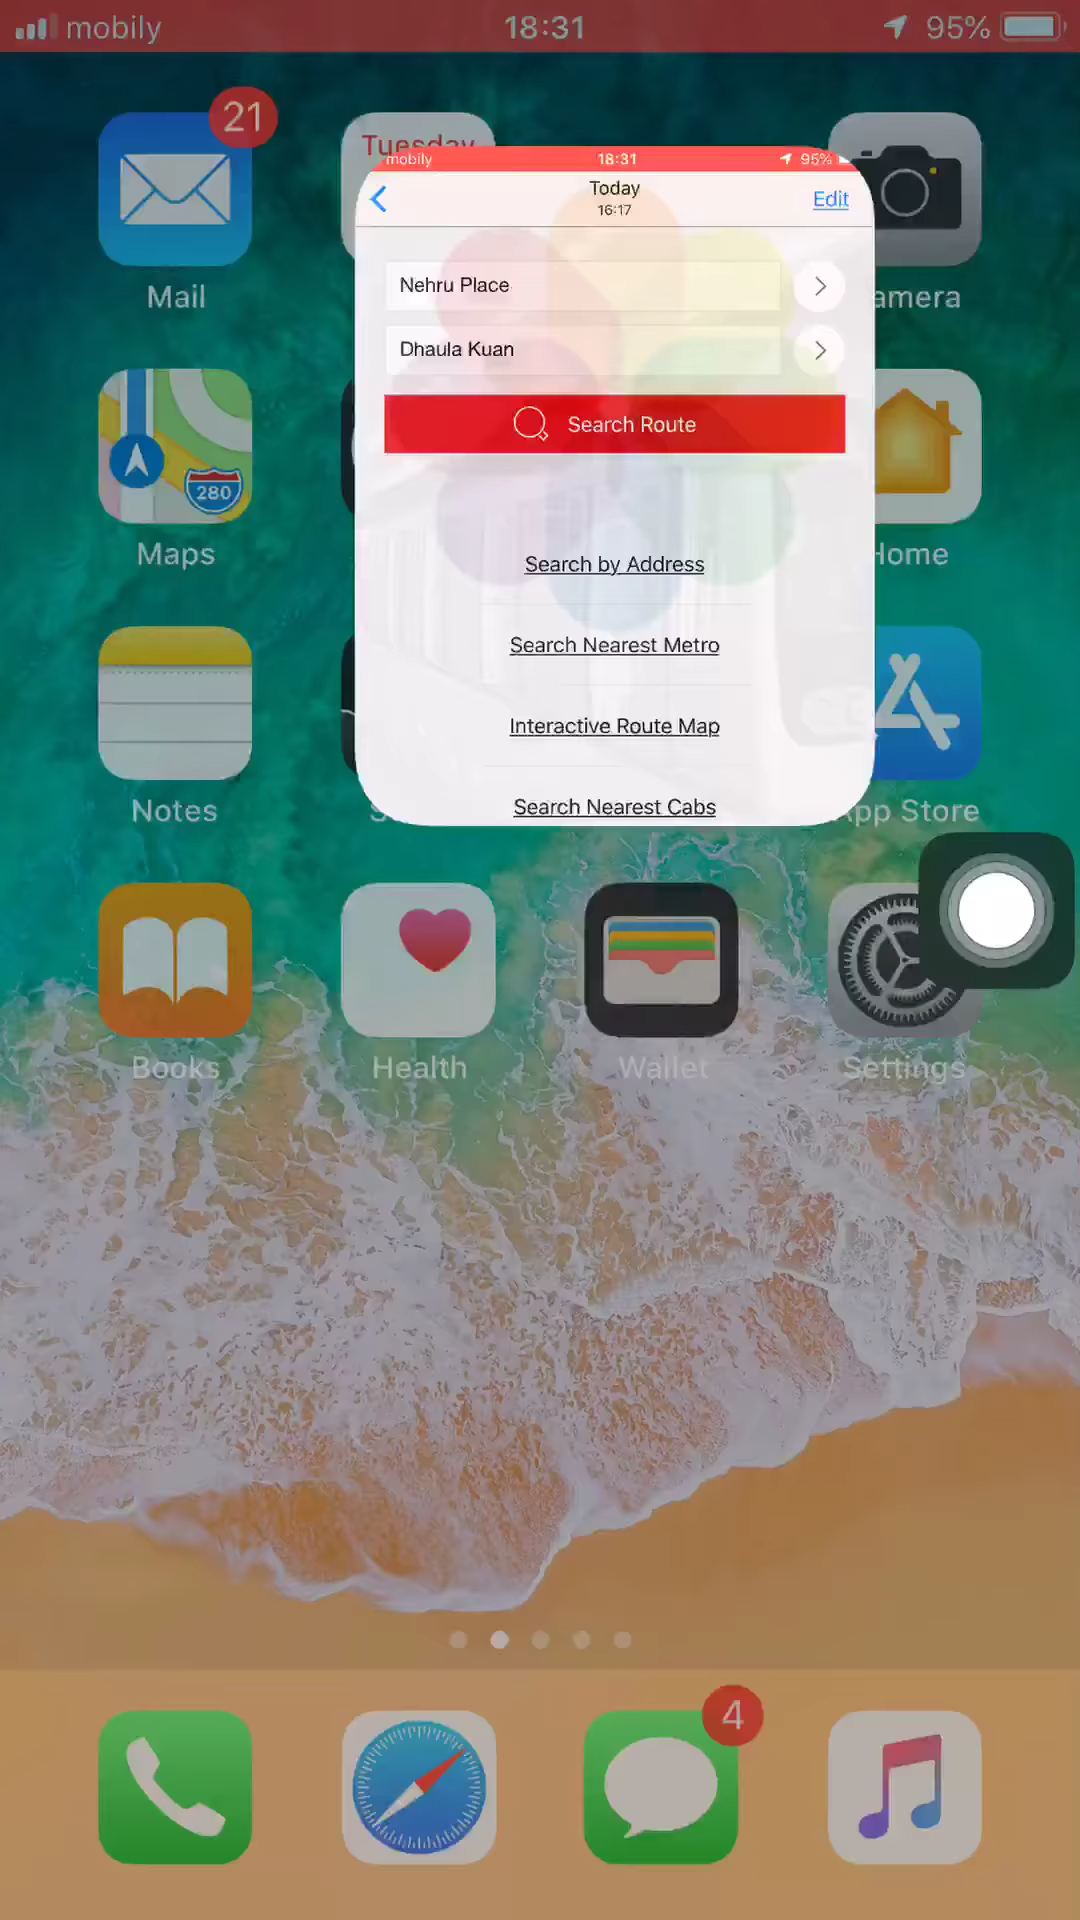 mobily 18:31 95%
21
Tuesday
mobily 18:31 95%
Today
16:17
Edit
Nehru Place
Dhaula Kuan
Search Route
Search by Address
Search Nearest Metro
Interactive Route Map
Search Nearest Cabs
Mail
amera
280
Maps
Home
Notes
S
App Store
Books
Health
Wallet
Settings
4